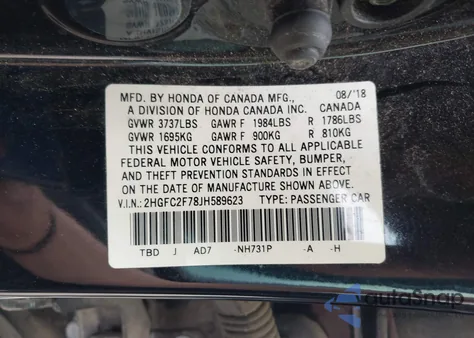 MFD. BY HONDA OF CANADA MFG., 08/'18
A DIVISION OF HONDA CANADA INC. CANADA
GVWR 3737LBS GAWR F 1984LBS R 1786LBS
GVWR 1695KG GAWR F 900KG R 810KG
THIS VEHICLE CONFORMS TO ALL APPLICABLE
FEDERAL MOTOR VEHICLE SAFETY, BUMPER,
AND THEFT PREVENTION STANDARDS IN EFFECT
ON THE DATE OF MANUFACTURE SHOWN ABOVE.
V.I.N.: 2HGFC2F78JH589623 TYPE: PASSENGER CAR
TBD J AD7 -NH731P -A -H
autoSnap